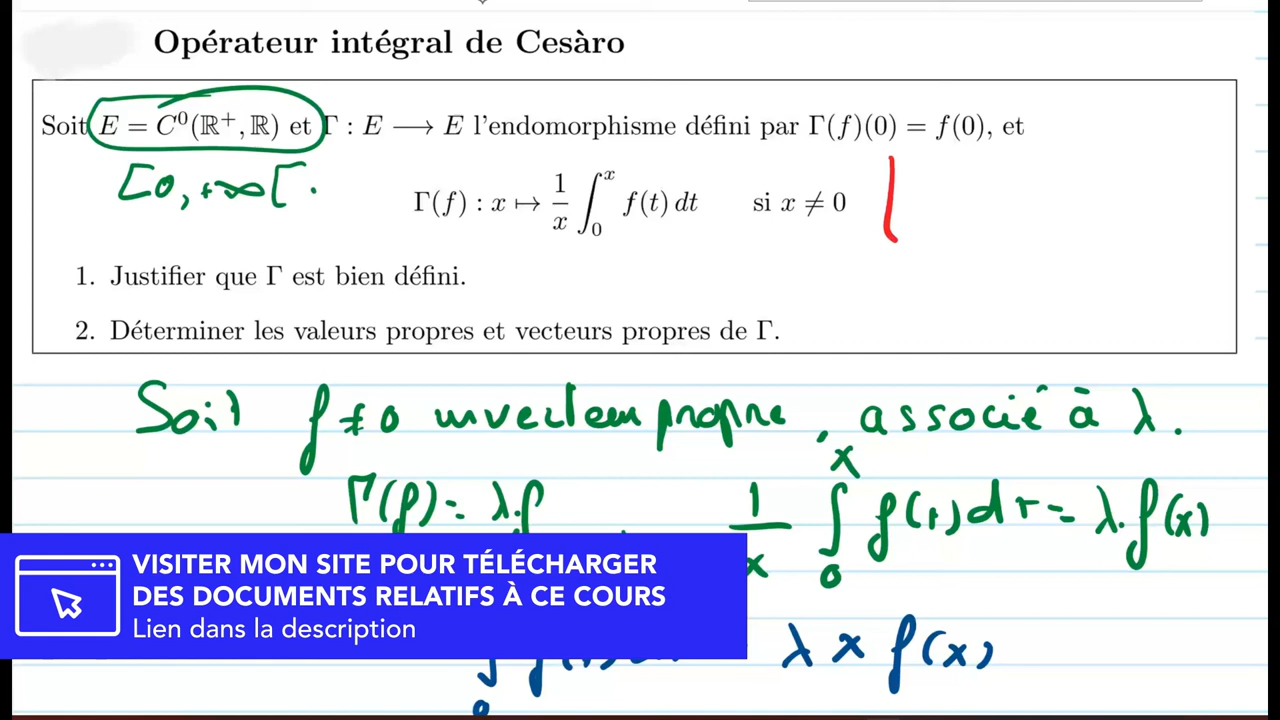 Opérateur intégral de Cesàro
Soit E = C⁰(ℝ⁺, ℝ) et Γ : E ⟶ E l'endomorphisme défini par Γ(f)(0) = f(0), et
[0, +∞[.
Γ(f) : x ↦ 1/x ∫₀ˣ f(t) dt si x ≠ 0
1. Justifier que Γ est bien défini.
2. Déterminer les valeurs propres et vecteurs propres de Γ.
Soit f ≠ 0 un vecteur propre, associé à λ.
Γ(f) = λ.f 1/x ∫₀ˣ f(t) dt = λ.f(x)
VISITER MON SITE POUR TÉLÉCHARGER
DES DOCUMENTS RELATIFS À CE COURS
Lien dans la description
λ x f(x)